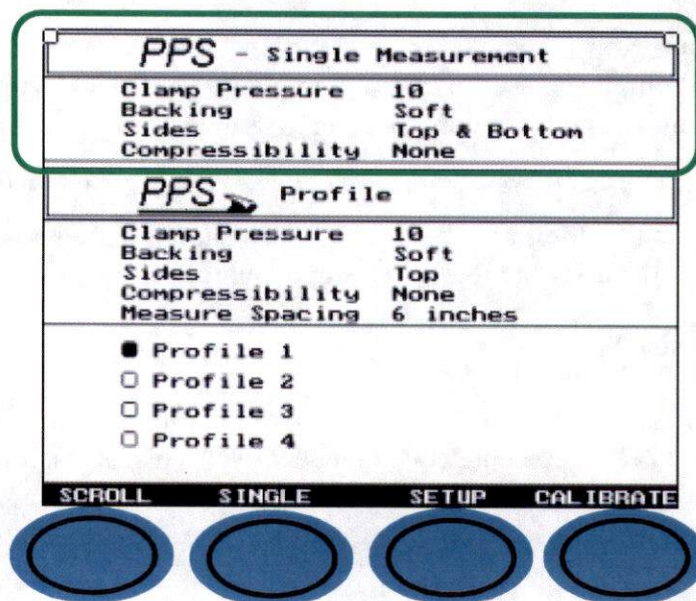 PPS - Single Measurement
Clamp Pressure 10
Backing Soft
Sides Top & Bottom
Compressibility None
PPS Profile
Clamp Pressure 10
Backing Soft
Sides Top
Compressibility None
Measure Spacing 6 inches
Profile 1
Profile 2
Profile 3
Profile 4
SCROLL SINGLE SETUP CALIBRATE